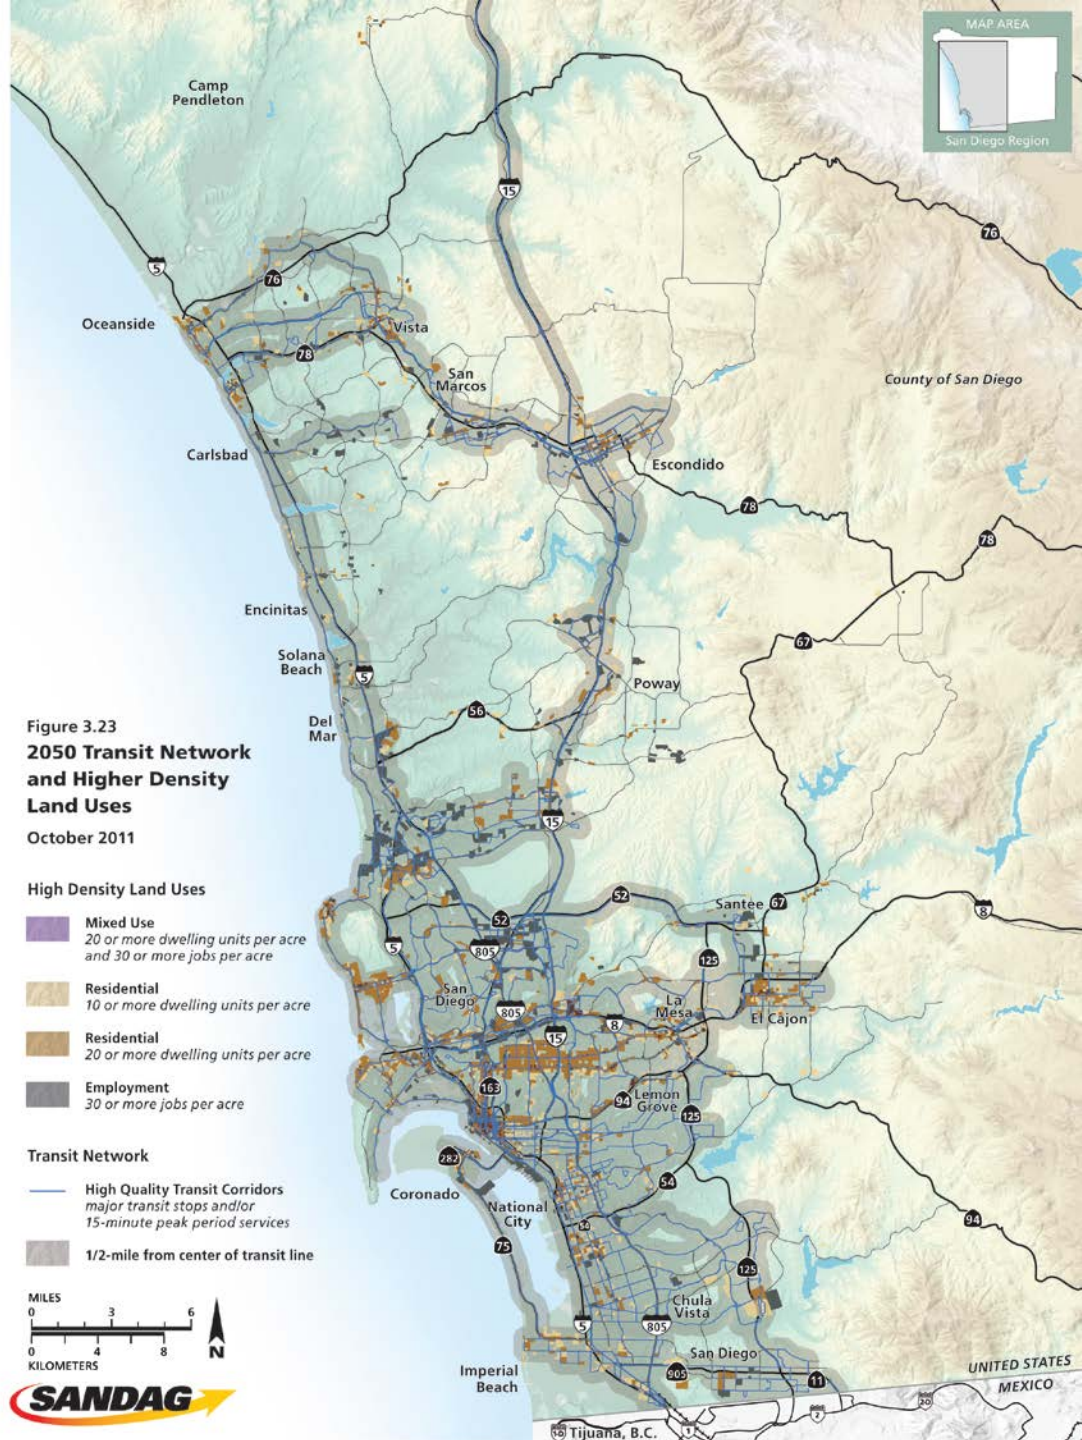 MAP AREA
San Diego Region
Camp
Pendleton
15
76
5
76
Oceanside
Vista
78
San
Marcos
County of San Diego
Carlsbad
Escondido
78
78
Encinitas
67
Solana
Beach
5
Poway
56
Del
Mar
Figure 3.23
2050 Transit Network
and Higher Density
Land Uses
October 2011
15
High Density Land Uses
Mixed Use
20 or more dwelling units per acre
and 30 or more jobs per acre
Residential
10 or more dwelling units per acre
Residential
20 or more dwelling units per acre
Employment
30 or more jobs per acre
52
Santee
67
8
52
5
805
125
San
Diego
805
La
Mesa
8
El Cajon
15
163
94
Lemon
Grove
125
282
Coronado
54
National
City
94
54
75
125
Transit Network
High Quality Transit Corridors
major transit stops and/or
15-minute peak period services
1/2-mile from center of transit line
Chula
Vista
5
805
San Diego
905
11
Imperial
Beach
MILES
0 3 6
0 4 8
KILOMETERS
N
SANDAG
UNITED STATES
MEXICO
Tijuana, B.C.
1
2